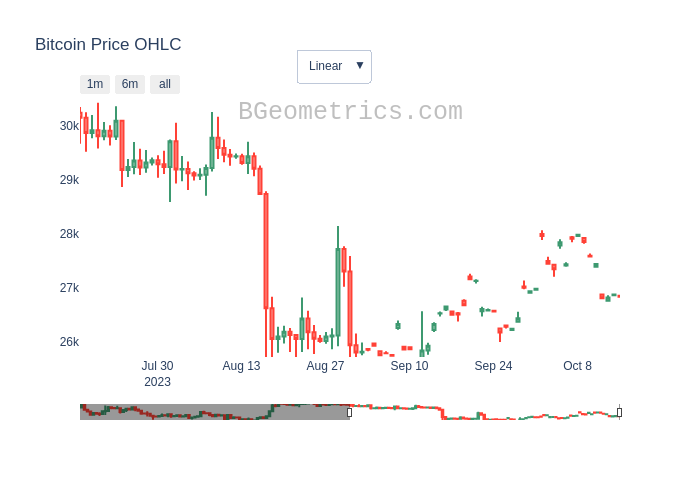 Bitcoin Price OHLC
Linear ▼
1m 6m all
BGeometrics.com
30k
29k
28k
27k
26k
Jul 30 Aug 13 Aug 27 Sep 10 Sep 24 Oct 8
2023